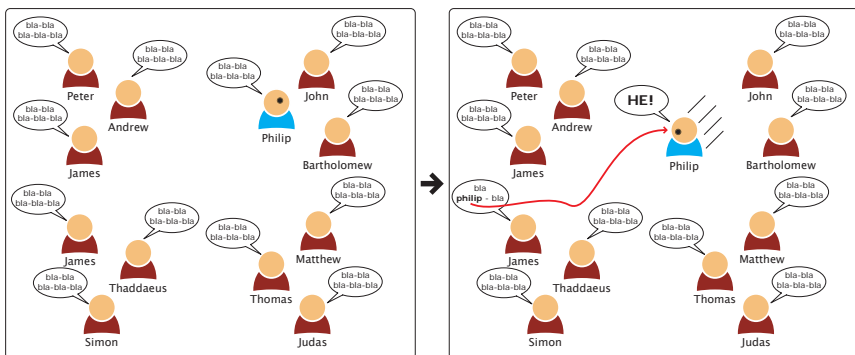 bla-bla
bla-bla-bla
Peter
bla-bla
bla-bla-bla
Andrew
bla-bla
bla-bla-bla
John
bla-bla
bla-bla-bla
Philip
bla-bla
bla-bla-bla
James
bla-bla
bla-bla-bla
Bartholomew
bla-bla
bla-bla-bla
James
bla-bla
bla-bla-bla
Thaddaeus
bla-bla
bla-bla-bla
Matthew
bla-bla
bla-bla-bla
Thomas
bla-bla
bla-bla-bla
Simon
bla-bla
bla-bla-bla
Judas
bla-bla
bla-bla-bla
Peter
bla-bla
bla-bla-bla
Andrew
bla-bla
bla-bla-bla
John
HE!
Philip
bla-bla
bla-bla-bla
James
bla-bla
bla-bla-bla
Bartholomew
bla
philip - bla
James
bla-bla
bla-bla-bla
Thaddaeus
bla-bla
bla-bla-bla
Matthew
bla-bla
bla-bla-bla
Thomas
bla-bla
bla-bla-bla
Simon
bla-bla
bla-bla-bla
Judas